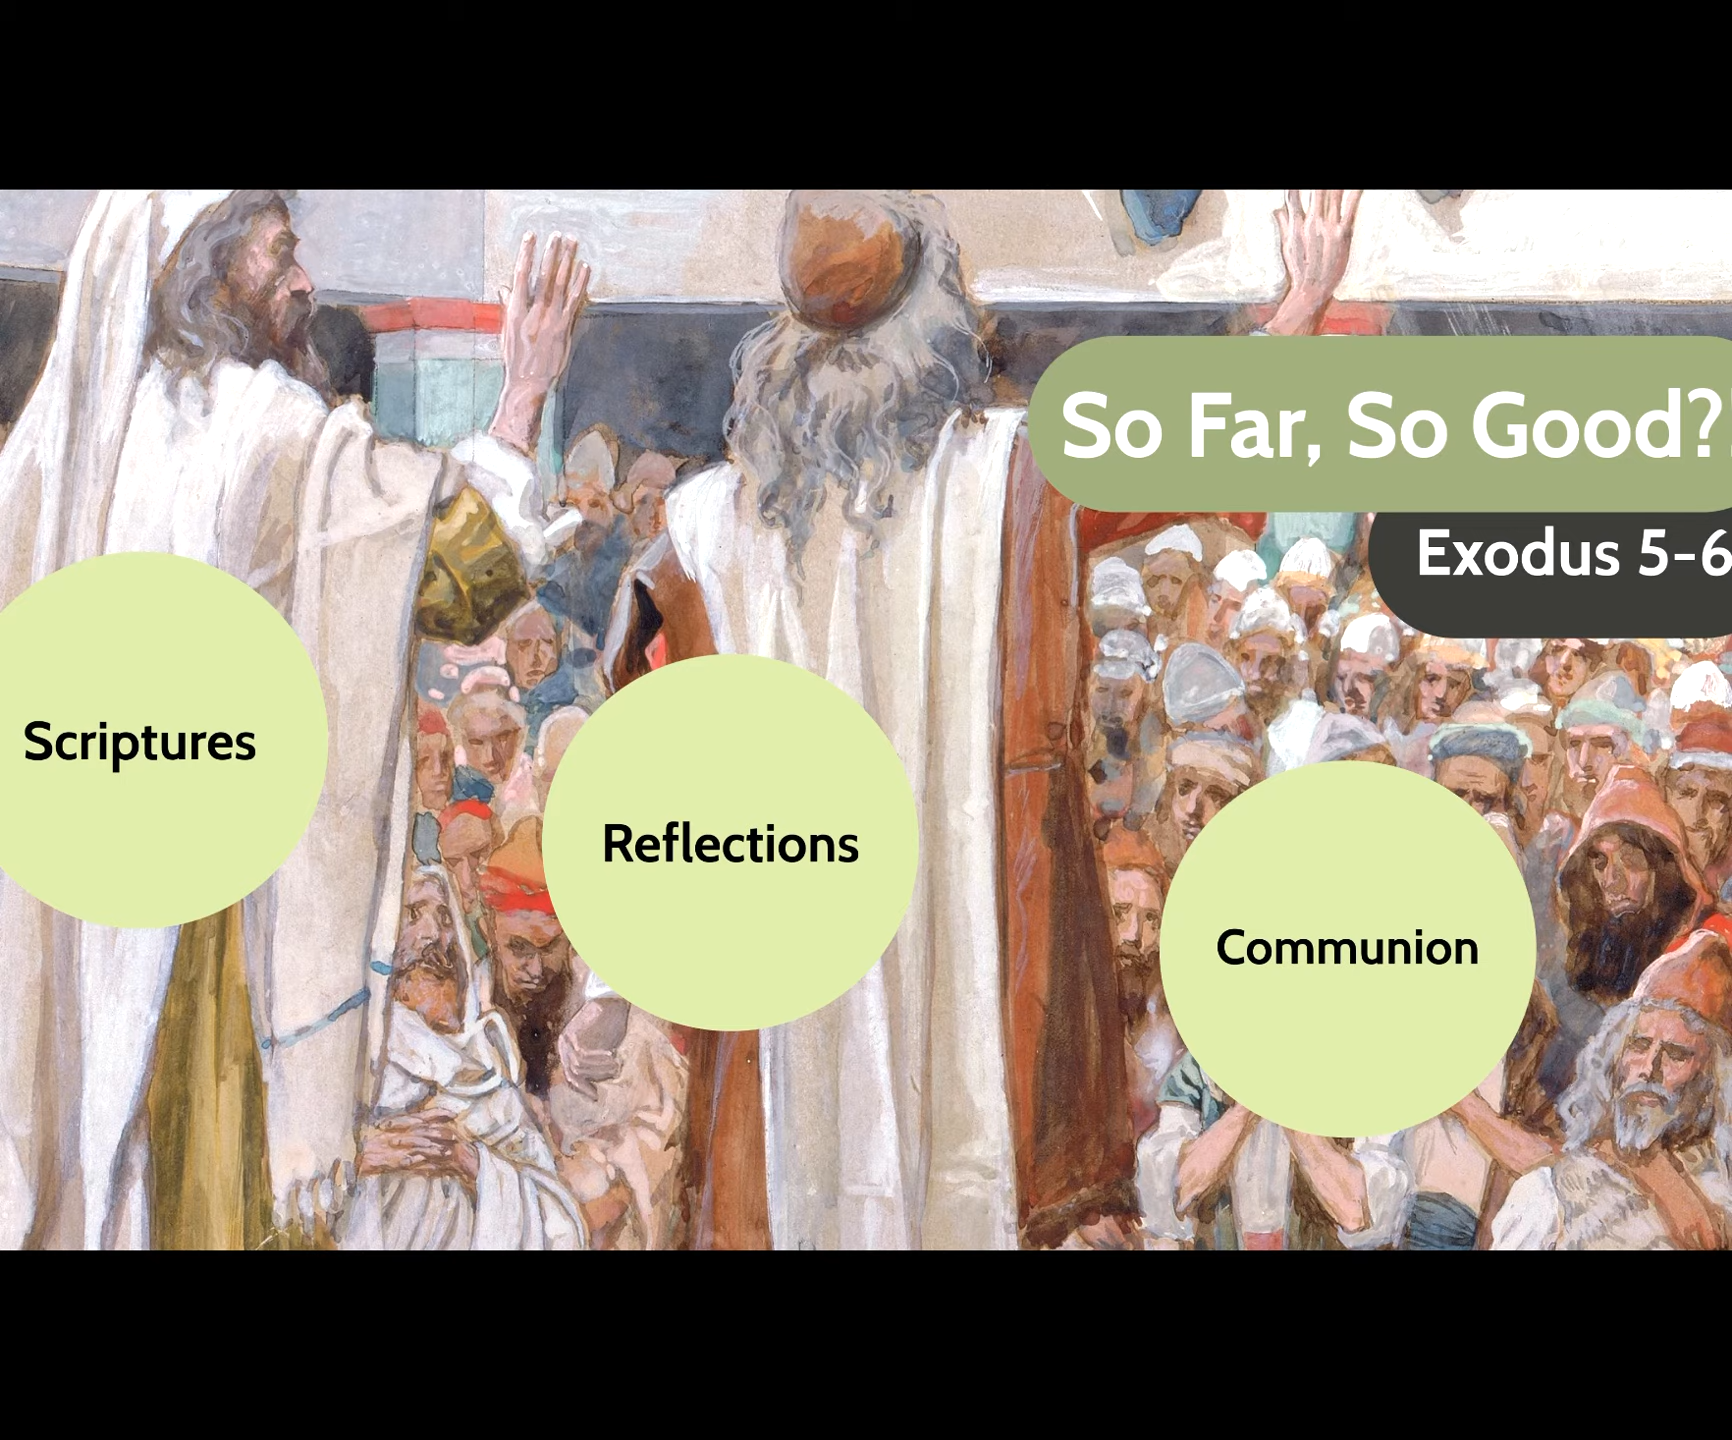 So Far, So Good?
Exodus 5-6
Scriptures
Reflections
Communion